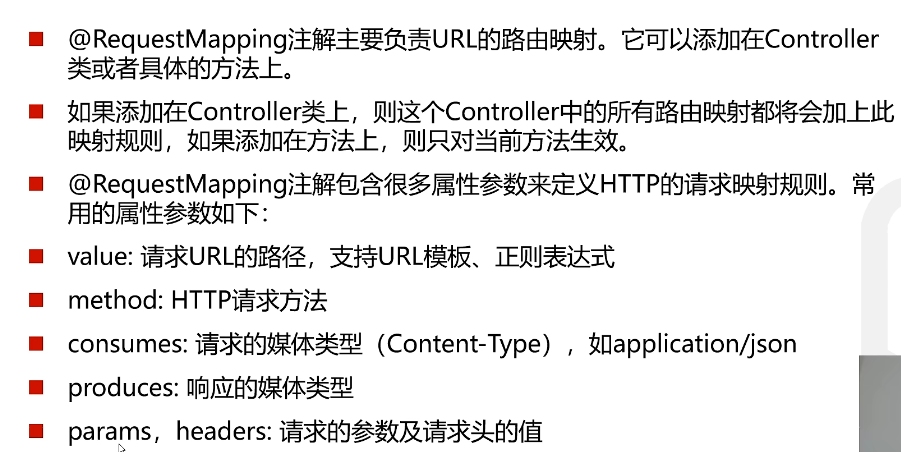 @RequestMapping注解主要负责URL的路由映射。它可以添加在Controller
类或者具体的方法上。
如果添加在Controller类上，则这个Controller中的所有路由映射都将会加上此
映射规则，如果添加在方法上，则只对当前方法生效。
@RequestMapping注解包含很多属性参数来定义HTTP的请求映射规则。常
用的属性参数如下：
value: 请求URL的路径，支持URL模板、正则表达式
method: HTTP请求方法
consumes: 请求的媒体类型（Content-Type），如application/json
produces: 响应的媒体类型
params，headers: 请求的参数及请求头的值